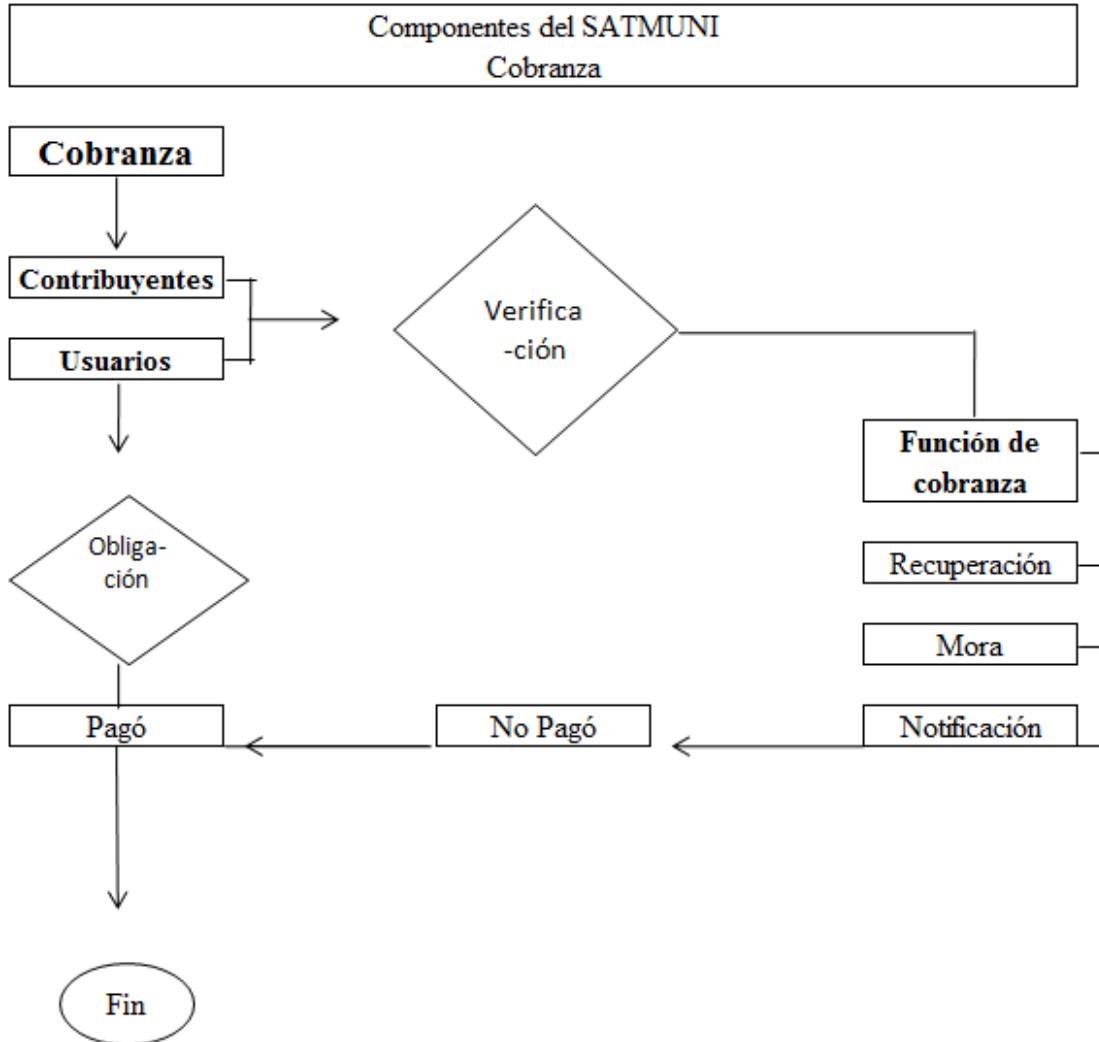 Componentes del SATMUNI
Cobranza
Cobranza
Contribuyentes
Usuarios
Verifica
-ción
Función de
cobranza
Obliga-
ción
Recuperación
Mora
Pagó
No Pagó
Notificación
Fin